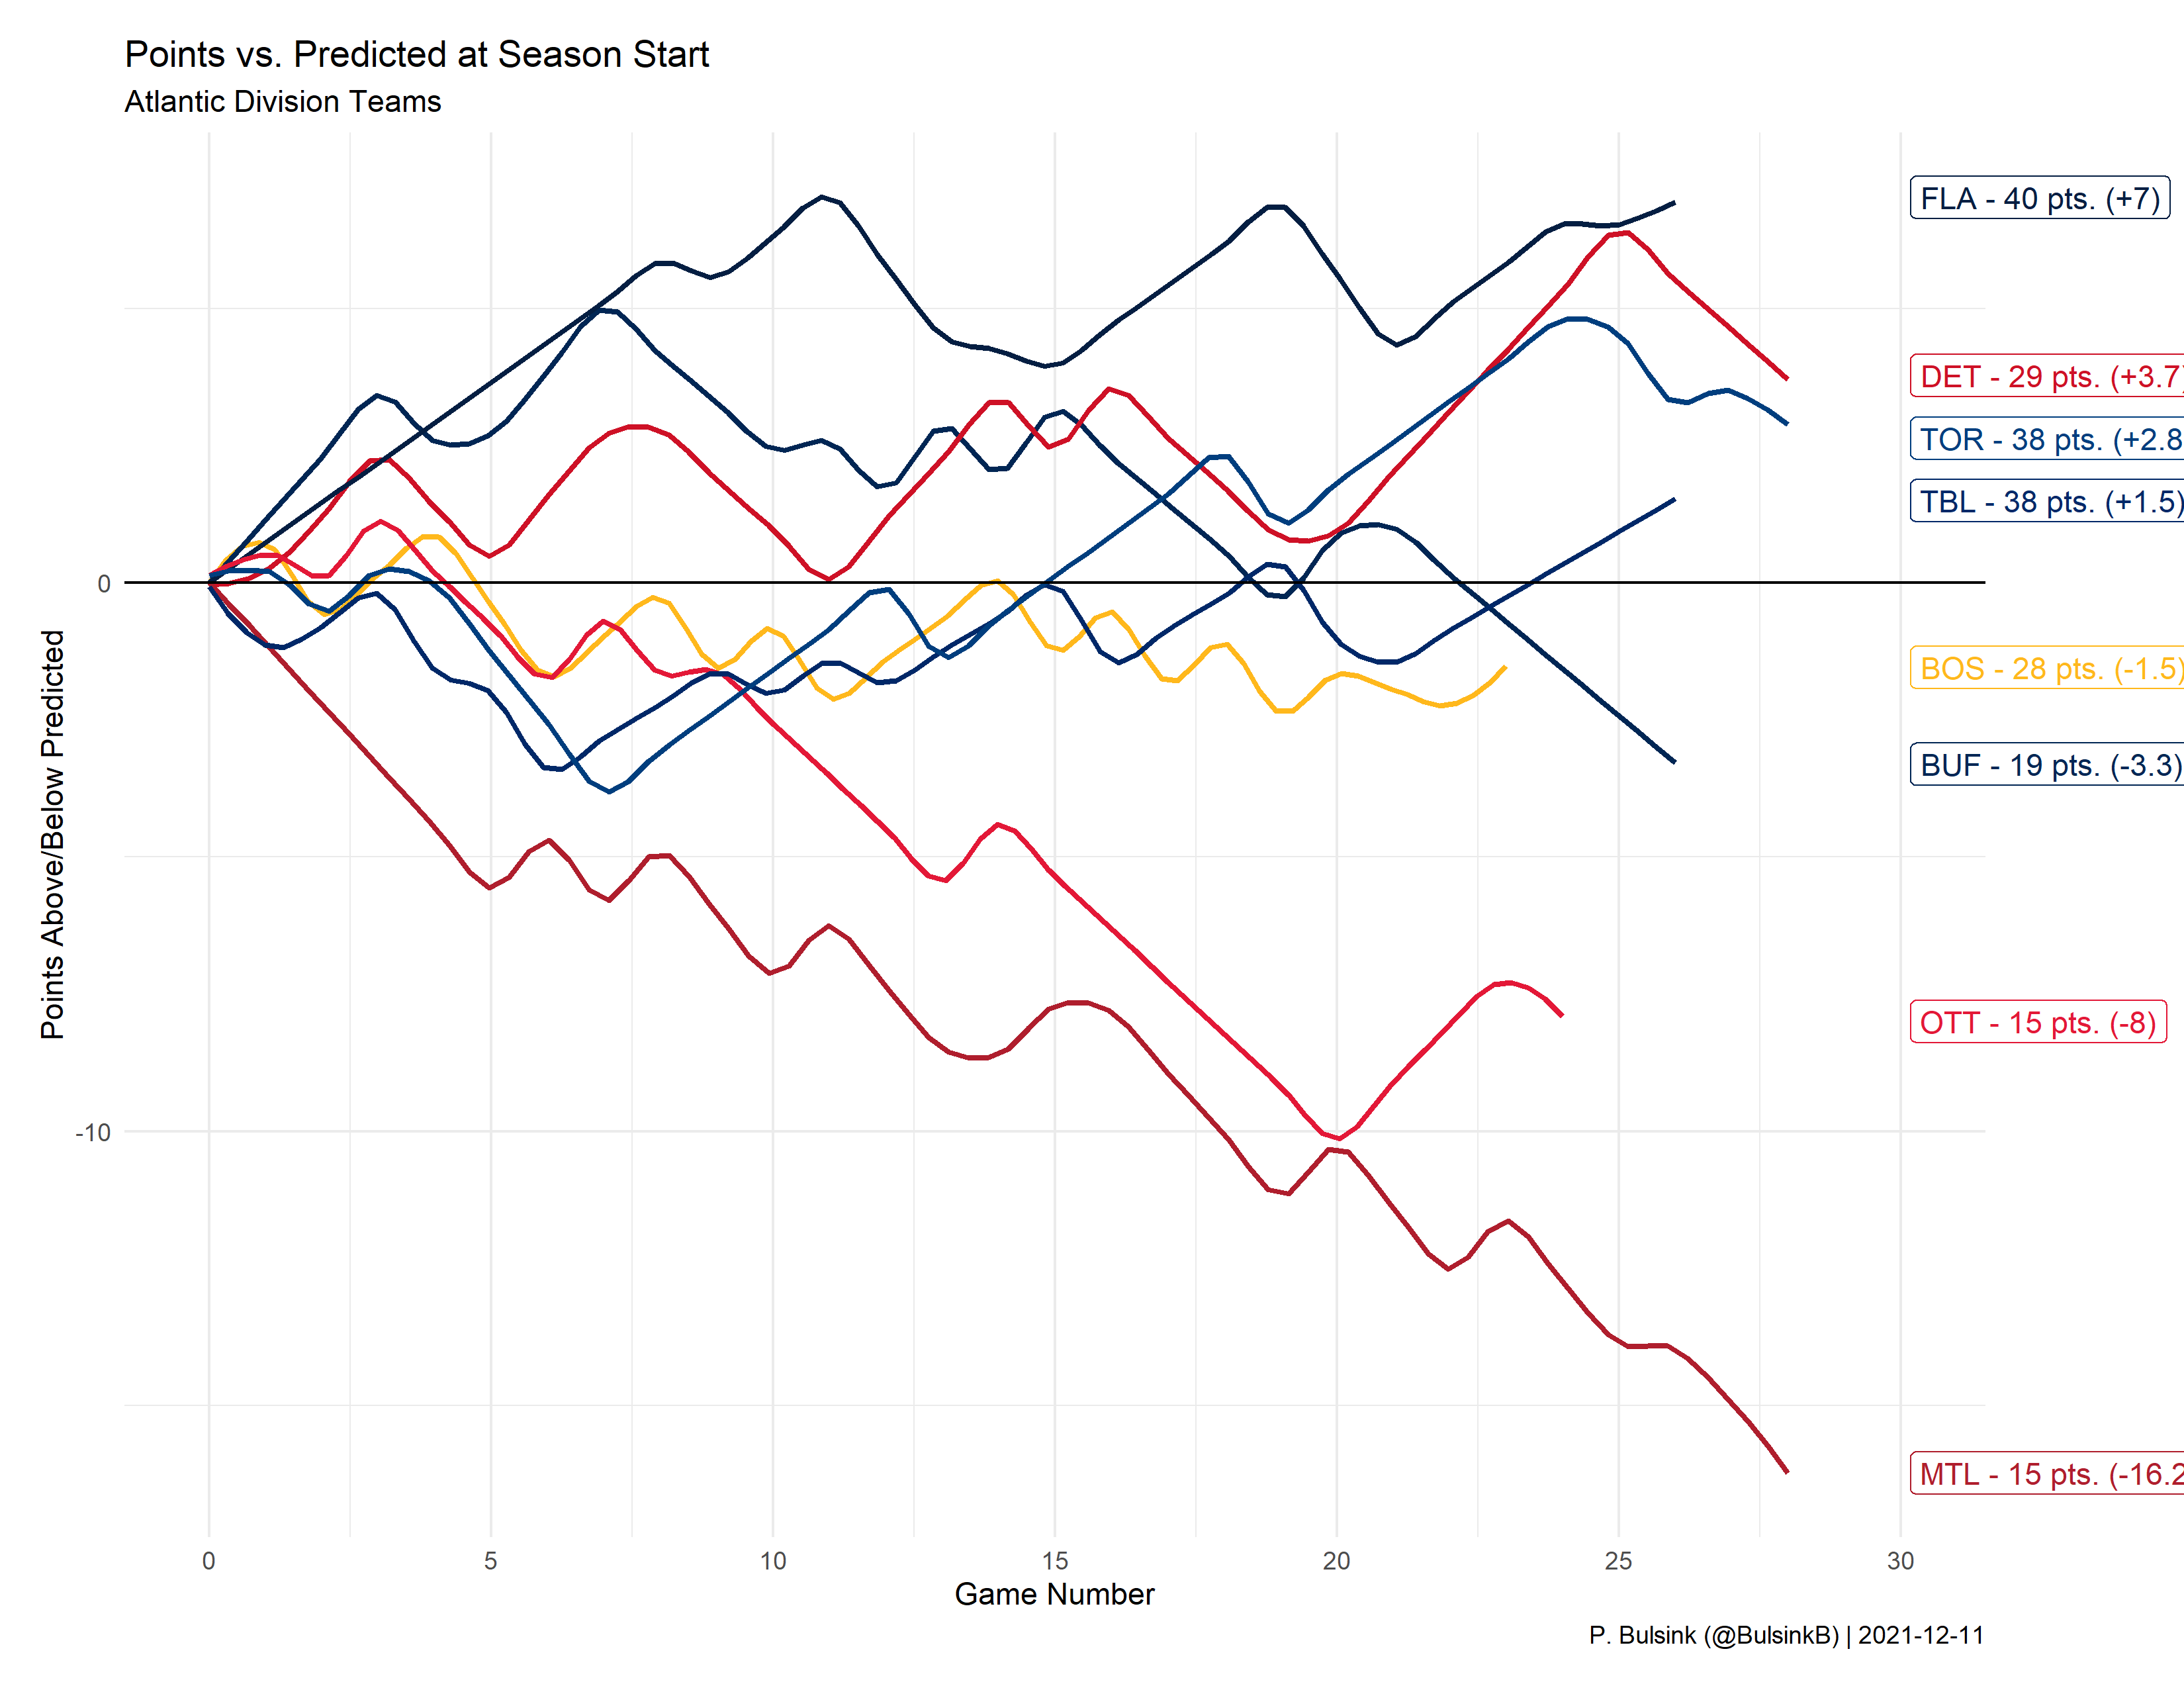 Points vs. Predicted at Season Start
Atlantic Division Teams
FLA - 40 pts. (+7)
DET - 29 pts. (+3.7)
TOR - 38 pts. (+2.8
TBL - 38 pts. (+1.5)
BOS - 28 pts. (-1.5)
BUF - 19 pts. (-3.3)
OTT - 15 pts. (-8)
MTL - 15 pts. (-16.2
Points Above/Below Predicted
0
-10
0 5 10 15 20 25 30
Game Number
P. Bulsink (@BulsinkB) | 2021-12-11